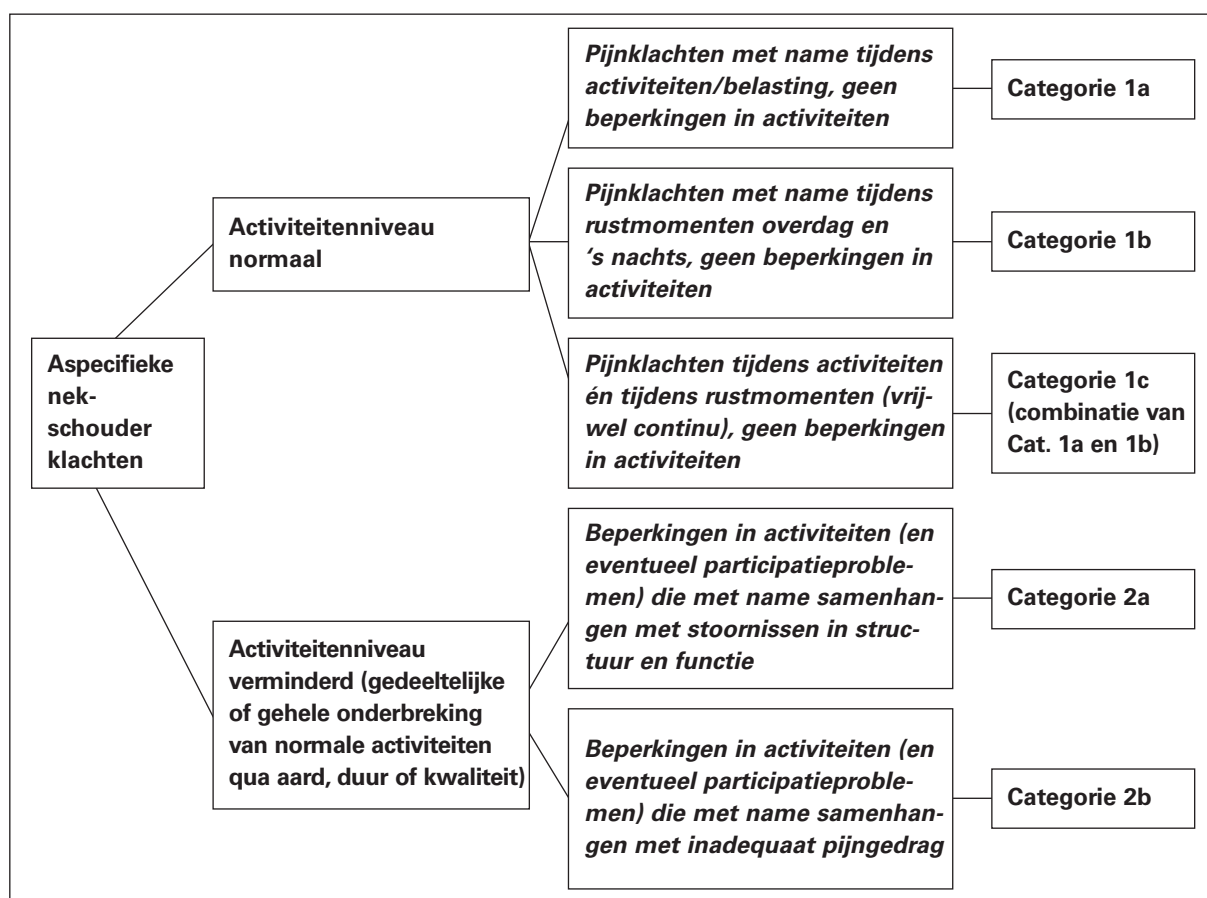 Aspecifieke
nek-
schouder
klachten
Activiteitenniveau
normaal
Pijnklachten met name tijdens
activiteiten/belasting, geen
beperkingen in activiteiten
Categorie 1a
Pijnklachten met name tijdens
rustmomenten overdag en
‘s nachts, geen beperkingen in
activiteiten
Categorie 1b
Pijnklachten tijdens activiteiten
én tijdens rustmomenten (vrij-
wel continu), geen beperkingen
in activiteiten
Categorie 1c
(combinatie van
Cat. 1a en 1b)
Activiteitenniveau
verminderd (gedeeltelijke
of gehele onderbreking
van normale activiteiten
qua aard, duur of kwaliteit)
Beperkingen in activiteiten (en
eventueel participatieproble-
men) die met name samenhan-
gen met stoornissen in struc-
tuur en functie
Categorie 2a
Beperkingen in activiteiten (en
eventueel participatieproble-
men) die met name samenhan-
gen met inadequaat pijngedrag
Categorie 2b